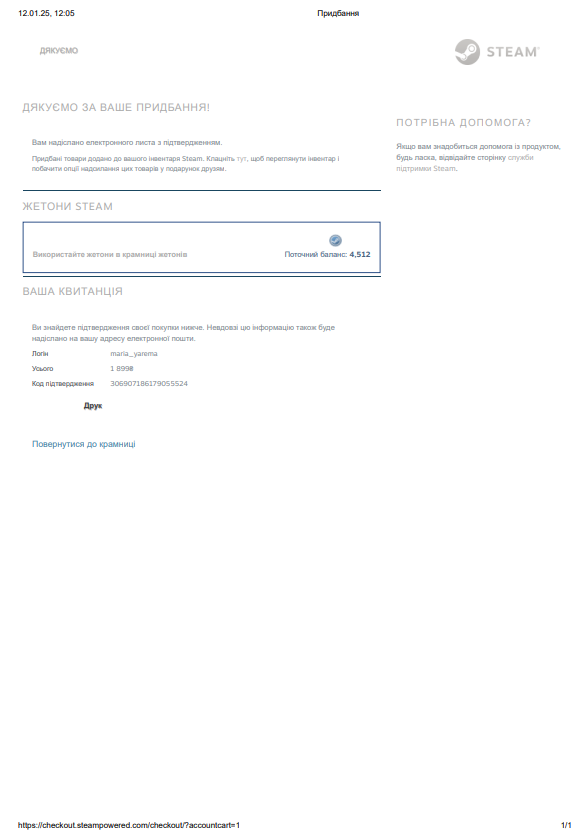 12.01.25, 12:05
Придбання
ДЯКУЄМО
STEAM®
ДЯКУЄМО ЗА ВАШЕ ПРИДБАННЯ!
Вам надіслано електронного листа з підтвердженням.
Придбані товари додано до вашого інвентаря Steam. Клацніть тут, щоб переглянути інвентар і
побачити опції надсилання цих товарів у подарунок друзям.
ПОТРІБНА ДОПОМОГА?
Якщо вам знадобиться допомога із продуктом,
будь ласка, відвідайте сторінку служби
підтримки Steam.
ЖЕТОНИ STEAM
Використайте жетони в крамниці жетонів
Поточний баланс: 4,512
ВАША КВИТАНЦІЯ
Ви знайдете підтвердження своєї покупки нижче. Невдовзі цю інформацію також буде
надіслано на вашу адресу електронної пошти.
Логін maria_yarema
Усього 1 899₴
Код підтвердження 306907186179055524
Друк
Повернутися до крамниці
https://checkout.steampowered.com/checkout/?accountcart=1
1/1